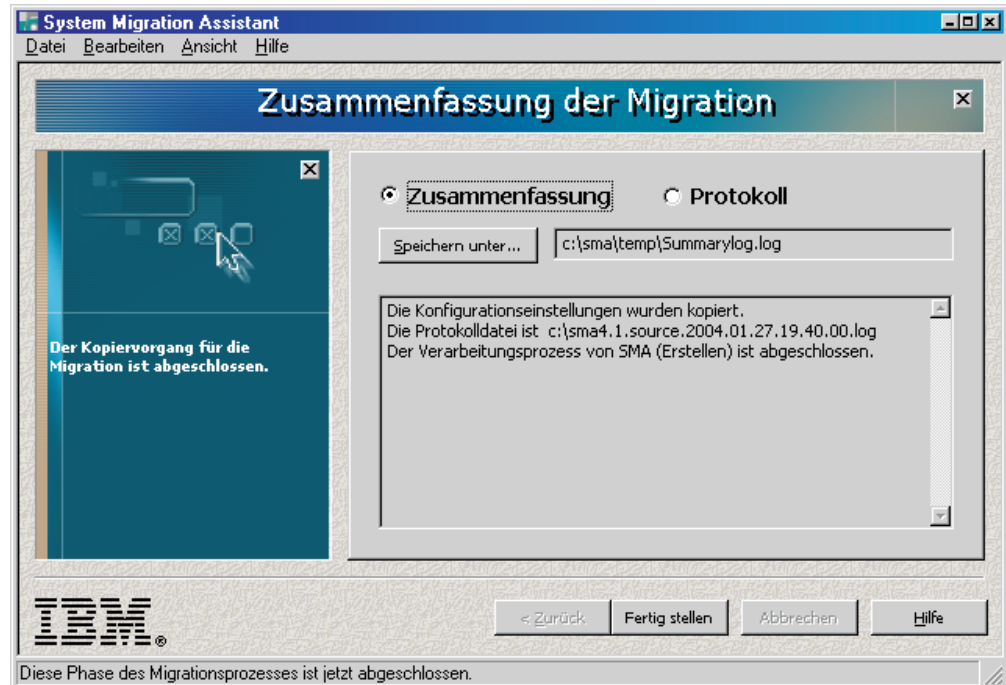 System Migration Assistant
Datei Bearbeiten Ansicht Hilfe
Zusammenfassung der Migration
Zusammenfassung Protokoll
Speichern unter... c:\sma\temp\Summarylog.log
Die Konfigurationseinstellungen wurden kopiert.
Die Protokolldatei ist c:\sma4.1.source.2004.01.27.19.40.00.log
Der Verarbeitungsprozess von SMA (Erstellen) ist abgeschlossen.
Der Kopiervorgang für die
Migration ist abgeschlossen.
IBM®
< Zurück Fertig stellen Abbrechen Hilfe
Diese Phase des Migrationsprozesses ist jetzt abgeschlossen.